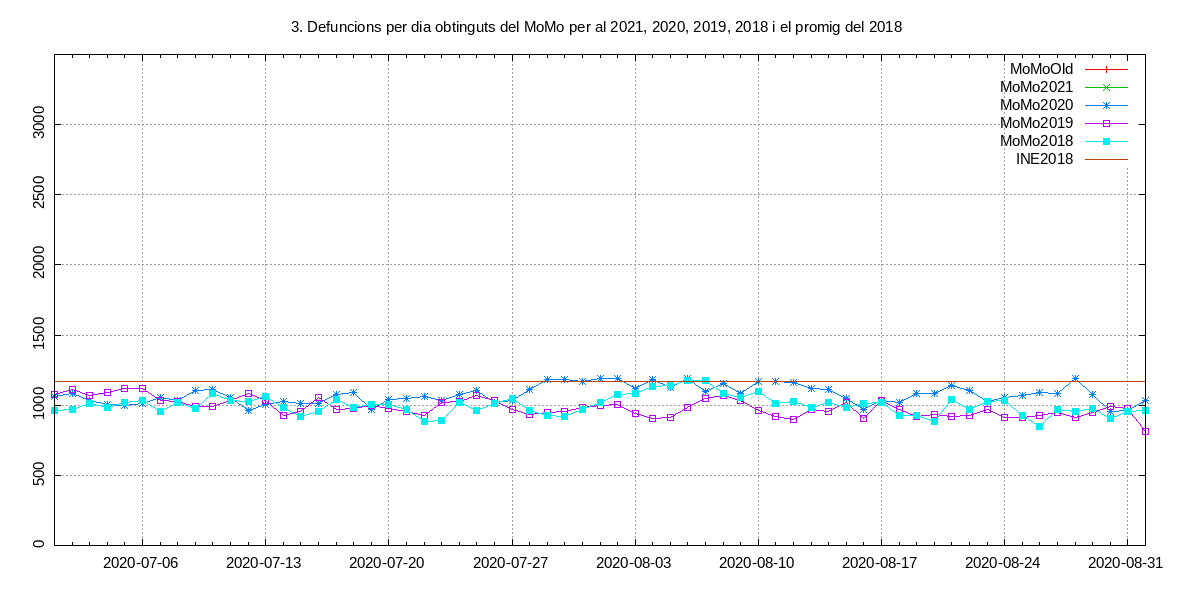 3. Defuncions per dia obtinguts del MoMo per al 2021, 2020, 2019, 2018 i el promig del 2018
MoMoOld
MoMo2021
MoMo2020
MoMo2019
MoMo2018
INE2018
3000
2500
2000
1500
1000
500
0
2020-07-06 2020-07-13 2020-07-20 2020-07-27 2020-08-03 2020-08-10 2020-08-17 2020-08-24 2020-08-31